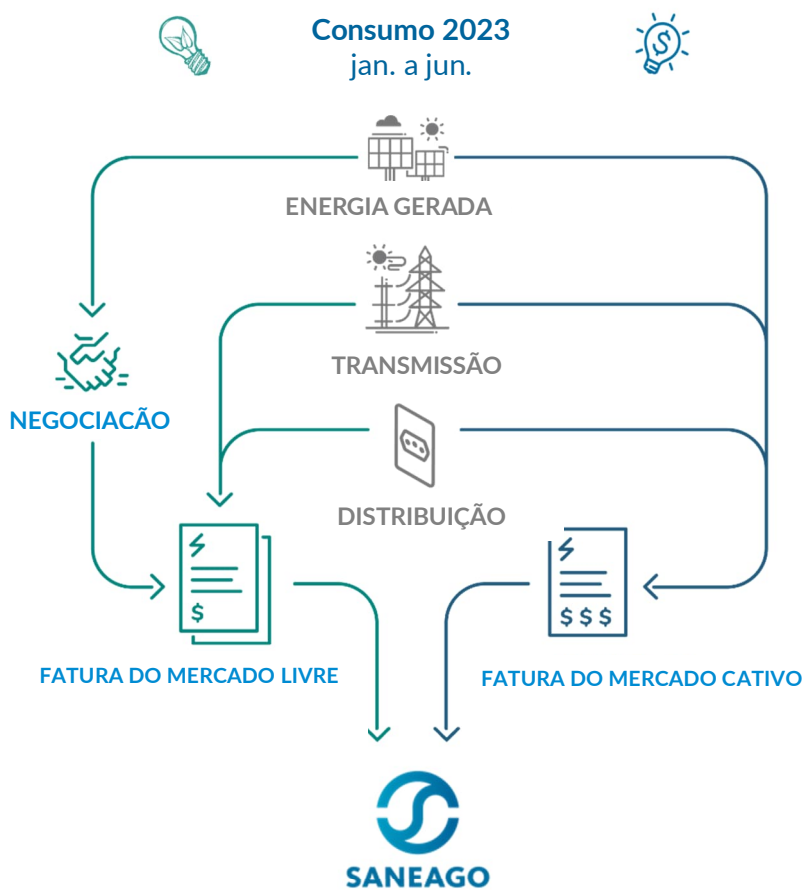 Consumo 2023
jan. a jun.
$
ENERGIA GERADA
TRANSMISSÃO
NEGOCIACÃO
DISTRIBUIÇÃO
$
$ $ $
FATURA DO MERCADO LIVRE
FATURA DO MERCADO CATIVO
SANEAGO